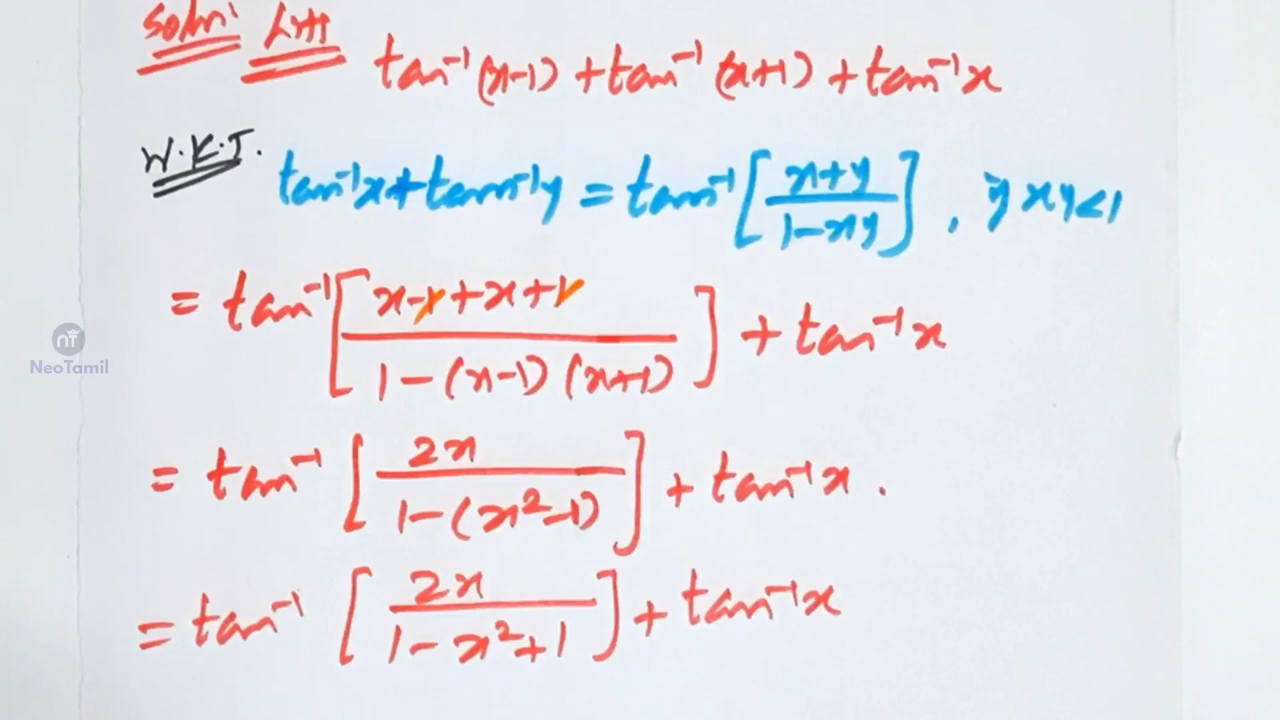 Soln: LHS tan⁻¹(x-1) + tan⁻¹(x+1) + tan⁻¹x
W.K.T. tan⁻¹x + tan⁻¹y = tan⁻¹[(x+y)/(1-xy)], if xy<1
= tan⁻¹[(x-1+x+1)/(1-(x-1)(x+1))] + tan⁻¹x
NeoTamil
= tan⁻¹[2x/(1-(x²-1))] + tan⁻¹x.
= tan⁻¹[2x/(1-x²+1)] + tan⁻¹x